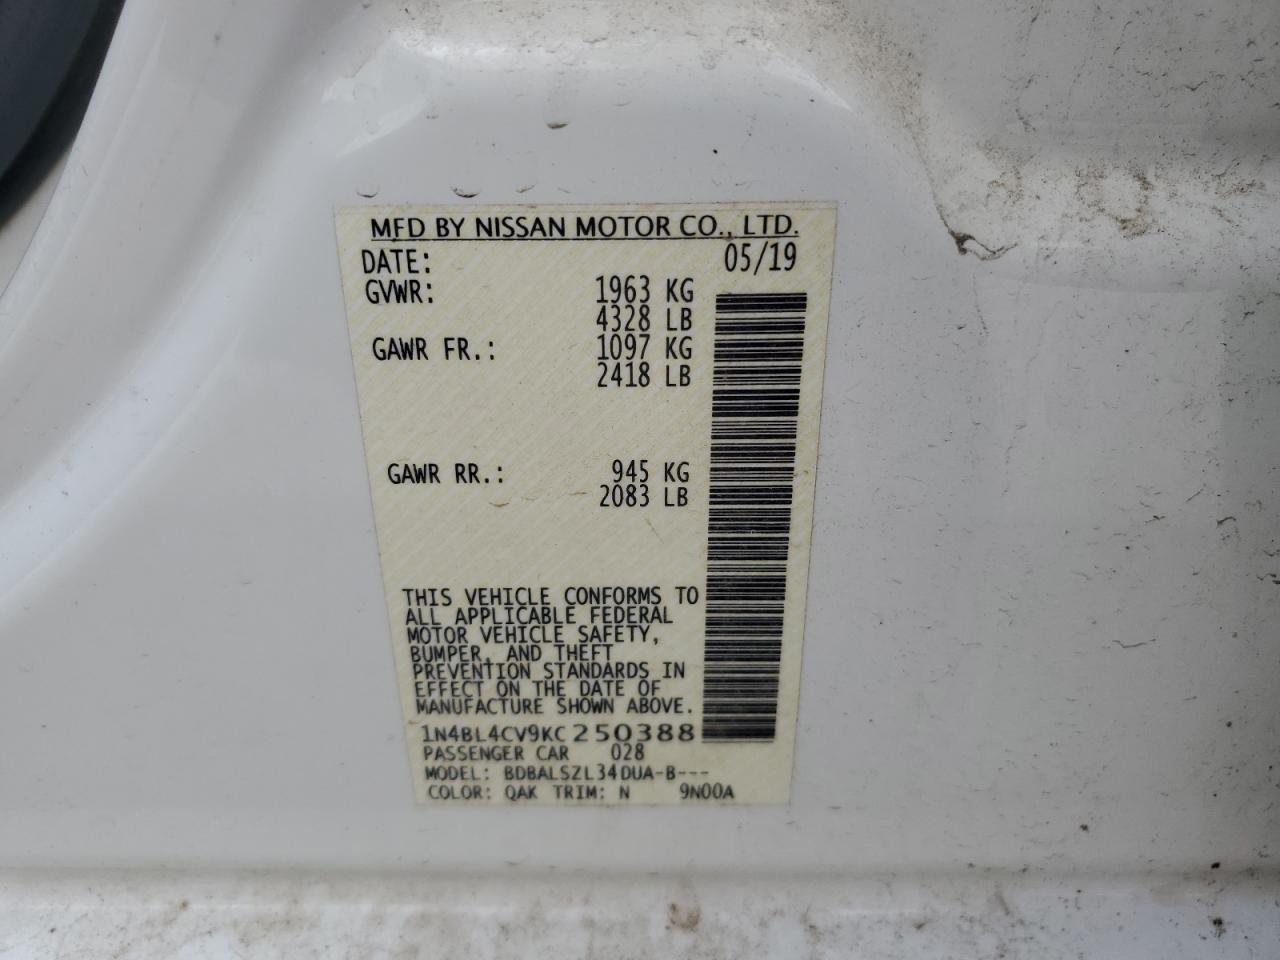 MFD BY NISSAN MOTOR CO., LTD.
DATE: 05/19
GVWR: 1963 KG
4328 LB
GAWR FR.: 1097 KG
2418 LB
GAWR RR.: 945 KG
2083 LB
THIS VEHICLE CONFORMS TO
ALL APPLICABLE FEDERAL
MOTOR VEHICLE SAFETY,
BUMPER, AND THEFT
PREVENTION STANDARDS IN
EFFECT ON THE DATE OF
MANUFACTURE SHOWN ABOVE.
1N4BL4CV9KC250388
PASSENGER CAR 028
MODEL: BDBALSZL34DUA-B---
COLOR: QAK TRIM: N 9N00A